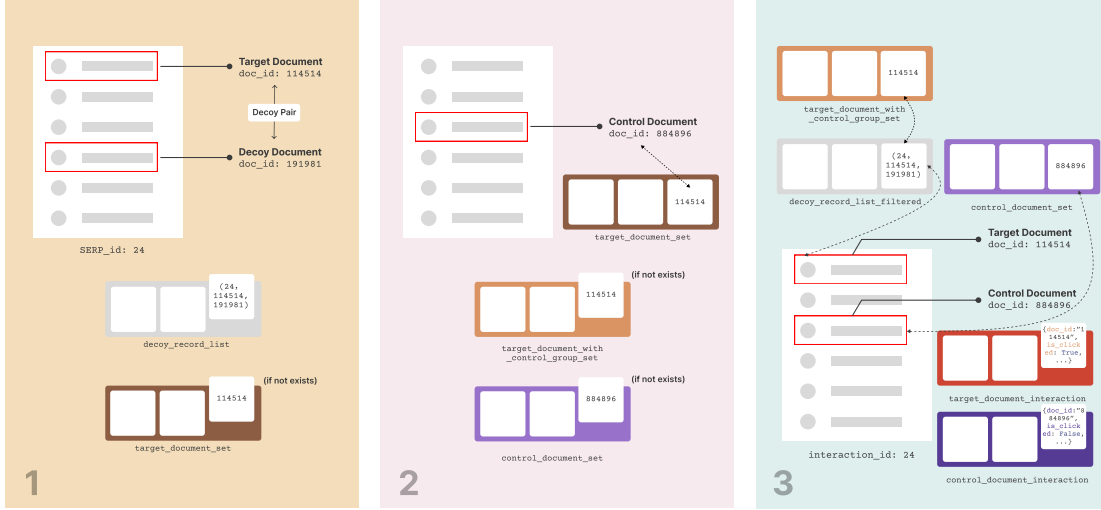 Target Document
doc_id: 114514
Decoy Pair
Decoy Document
doc_id: 191981
SERP_id: 24
(24,
114514,
191981)
decoy_record_list
(if not exists)
114514
target_document_set
1
Control Document
doc_id: 884896
114514
target_document_set
(if not exists)
114514
target_document_with
_control_group_set
(if not exists)
884896
control_document_set
2
114514
target_document_with
_control_group_set
(24,
114514,
191981)
decoy_record_list_filtered
884896
control_document_set
Target Document
doc_id: 114514
Control Document
doc_id: 884896
{doc_id:"1
14514",
is_click
ed: True,
...}
target_document_interaction
{doc_id:"8
84896",
is_click
ed: False,
...}
control_document_interaction
interaction_id: 24
3